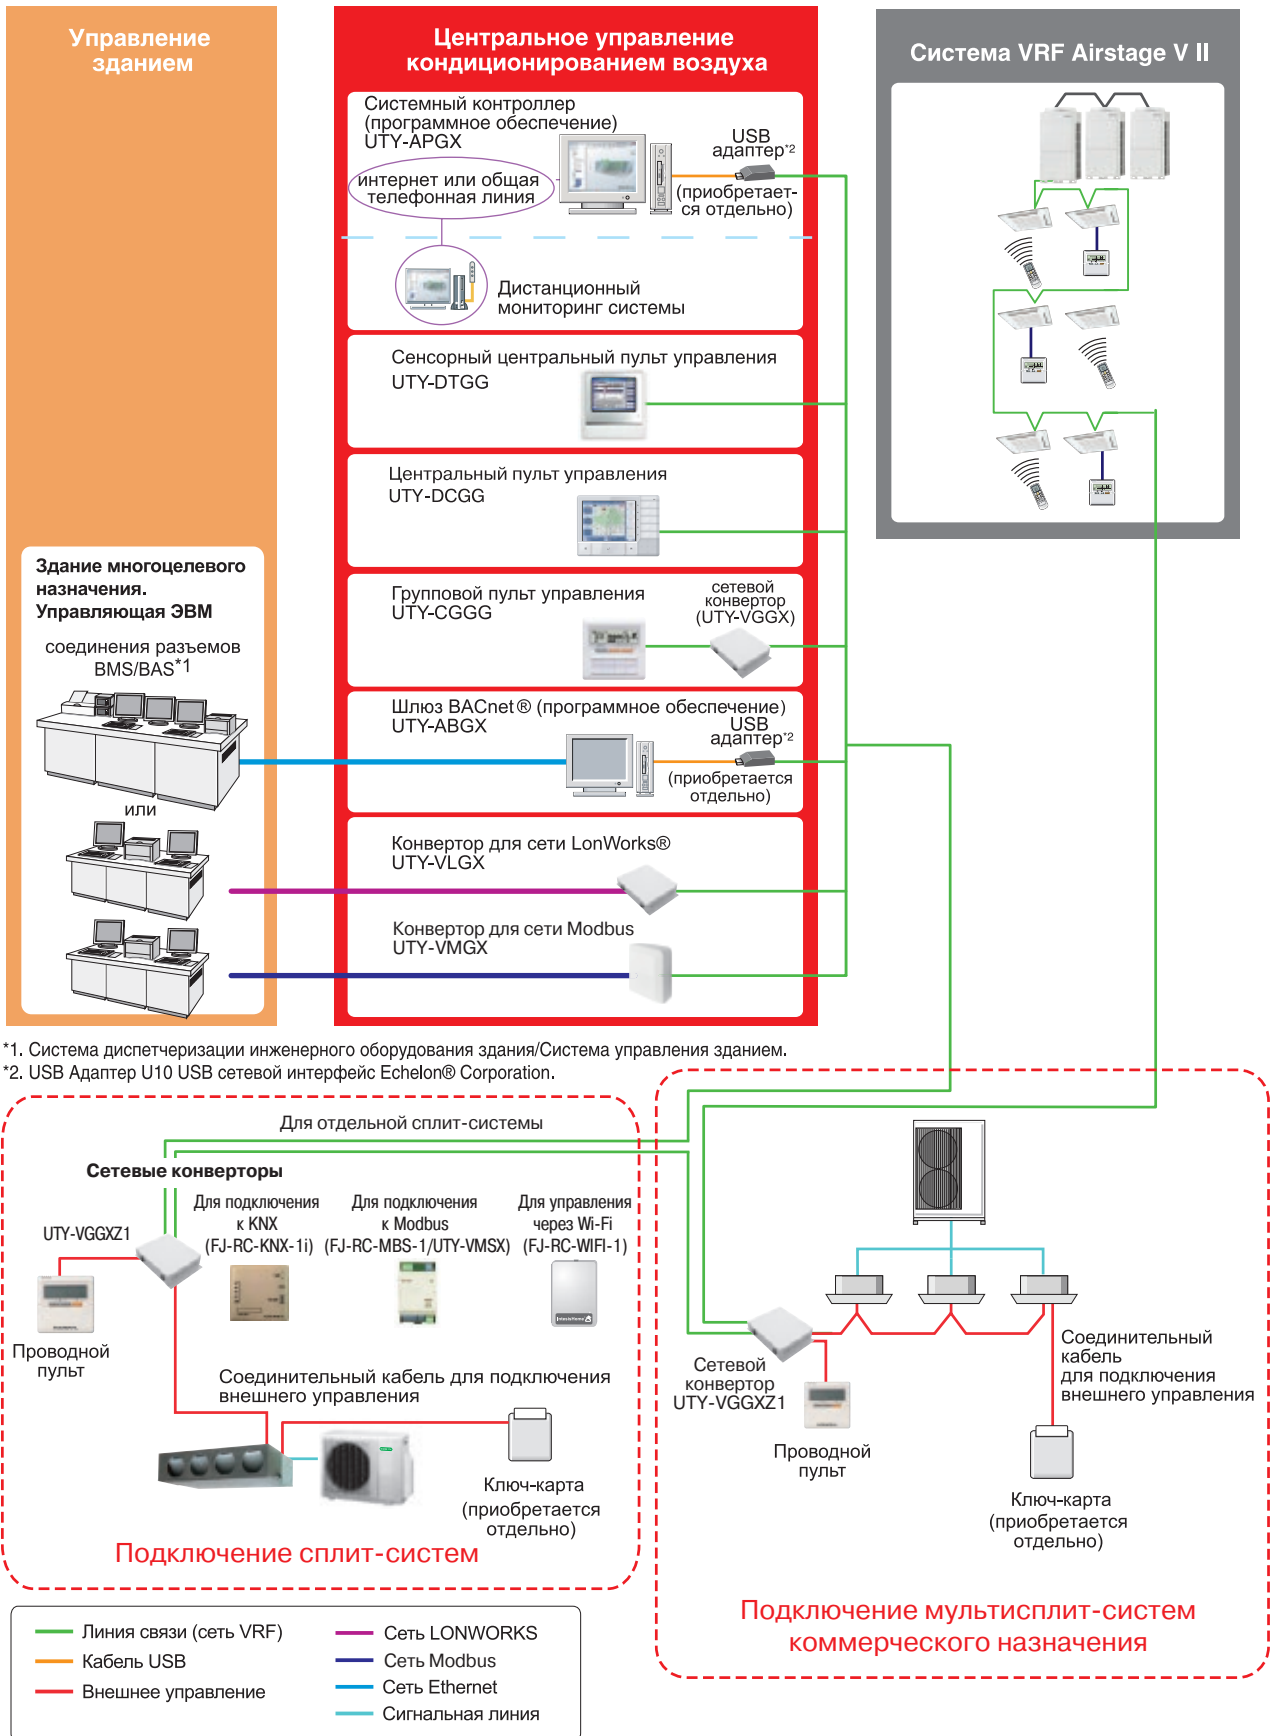 Управление
зданием
Центральное управление
кондиционированием воздуха
Система VRF Airstage V II
Системный контроллер
(программное обеспечение)
UTY-APGX
USB
адаптер*2
(приобретает-
ся отдельно)
интернет или общая
телефонная линия
Дистанционный
мониторинг системы
Сенсорный центральный пульт управления
UTY-DTGG
Центральный пульт управления
UTY-DCGG
Групповой пульт управления
UTY-CGGG
сетевой
конвертор
(UTY-VGGX)
Шлюз BACnet® (программное обеспечение)
UTY-ABGX
USB
адаптер*2
(приобретается
отдельно)
Конвертор для сети LonWorks®
UTY-VLGX
Конвертор для сети Modbus
UTY-VMGX
Здание многоцелевого
назначения.
Управляющая ЭВМ
соединения разъемов
BMS/BAS*1
или
*1. Система диспетчеризации инженерного оборудования здания/Система управления зданием.
*2. USB Адаптер U10 USB сетевой интерфейс Echelon® Corporation.
Для отдельной сплит-системы
Сетевые конверторы
UTY-VGGXZ1
Для подключения
к KNX
(FJ-RC-KNX-1i)
Для подключения
к Modbus
(FJ-RC-MBS-1/UTY-VMSX)
Для управления
через Wi-Fi
(FJ-RC-WIFI-1)
Проводной
пульт
Соединительный кабель для подключения
внешнего управления
Ключ-карта
(приобретается
отдельно)
Подключение сплит-систем
Сетевой
конвертор
UTY-VGGXZ1
Проводной
пульт
Соединительный
кабель
для подключения
внешнего управления
Ключ-карта
(приобретается
отдельно)
Подключение мультисплит-систем
коммерческого назначения
Линия связи (сеть VRF)
Кабель USB
Внешнее управление
Сеть LONWORKS
Сеть Modbus
Сеть Ethernet
Сигнальная линия